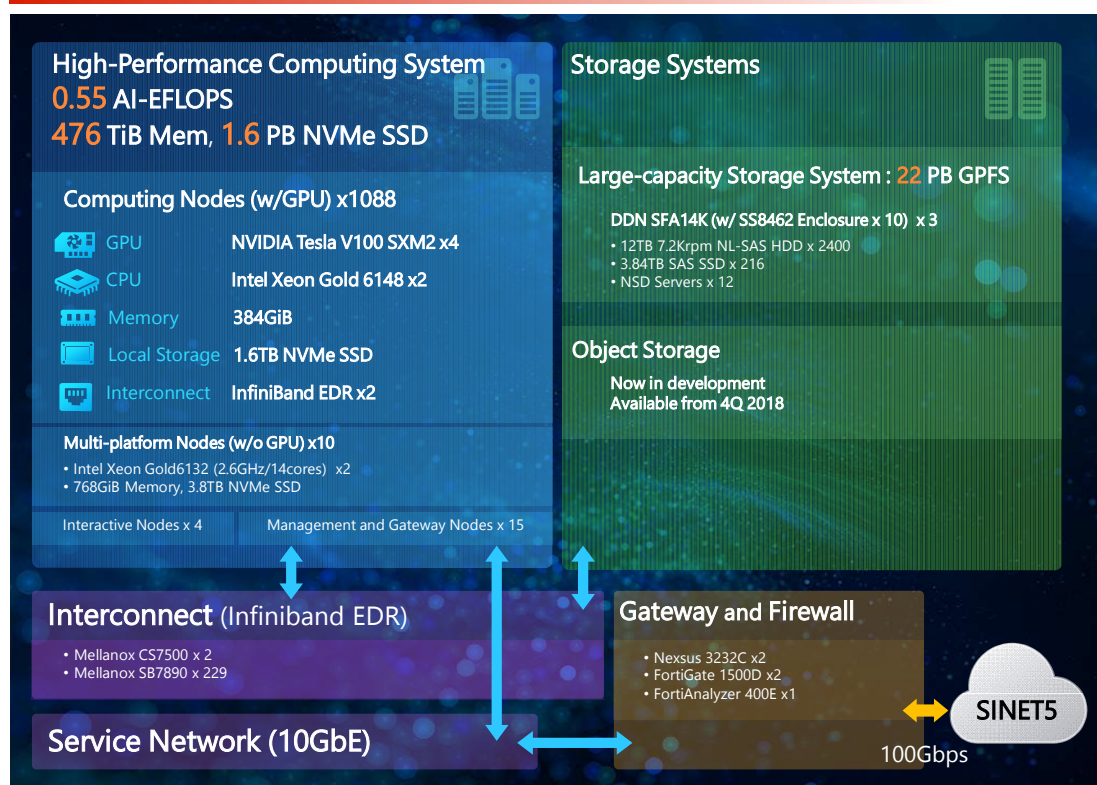 High-Performance Computing System
0.55 AI-EFLOPS
476 TiB Mem, 1.6 PB NVMe SSD
Computing Nodes (w/GPU) x1088
GPU NVIDIA Tesla V100 SXM2 x4
CPU Intel Xeon Gold 6148 x2
Memory 384GiB
Local Storage 1.6TB NVMe SSD
Interconnect InfiniBand EDR x2
Multi-platform Nodes (w/o GPU) x10
• Intel Xeon Gold6132 (2.6GHz/14cores) x2
• 768GiB Memory, 3.8TB NVMe SSD
Interactive Nodes x 4
Management and Gateway Nodes x 15
Storage Systems
Large-capacity Storage System : 22 PB GPFS
DDN SFA14K (w/ SS8462 Enclosure x 10) x 3
• 12TB 7.2Krpm NL-SAS HDD x 2400
• 3.84TB SAS SSD x 216
• NSD Servers x 12
Object Storage
Now in development
Available from 4Q 2018
Interconnect (Infiniband EDR)
• Mellanox CS7500 x 2
• Mellanox SB7890 x 229
Service Network (10GbE)
Gateway and Firewall
• Nexsus 3232C x2
• FortiGate 1500D x2
• FortiAnalyzer 400E x1
SINET5
100Gbps